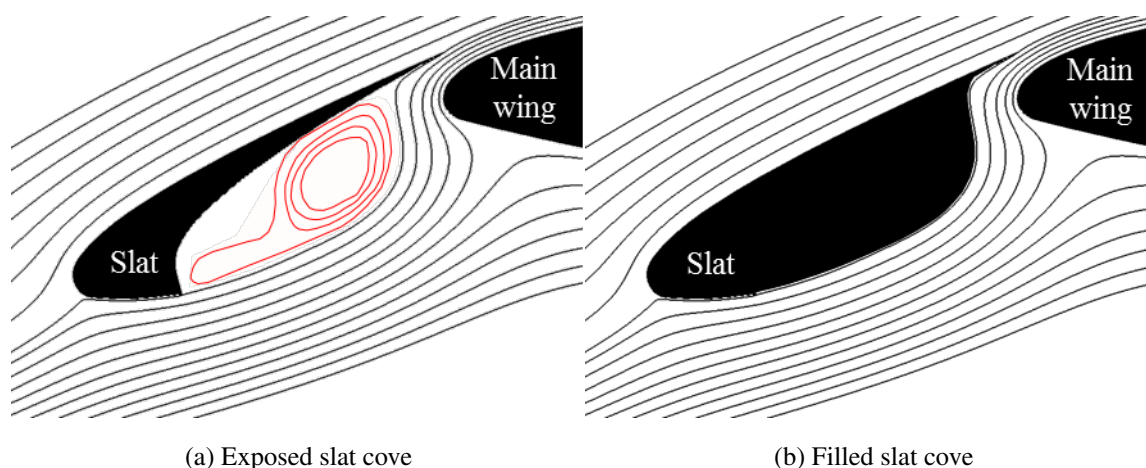 Main
wing
Slat
Main
wing
Slat
(a) Exposed slat cove
(b) Filled slat cove